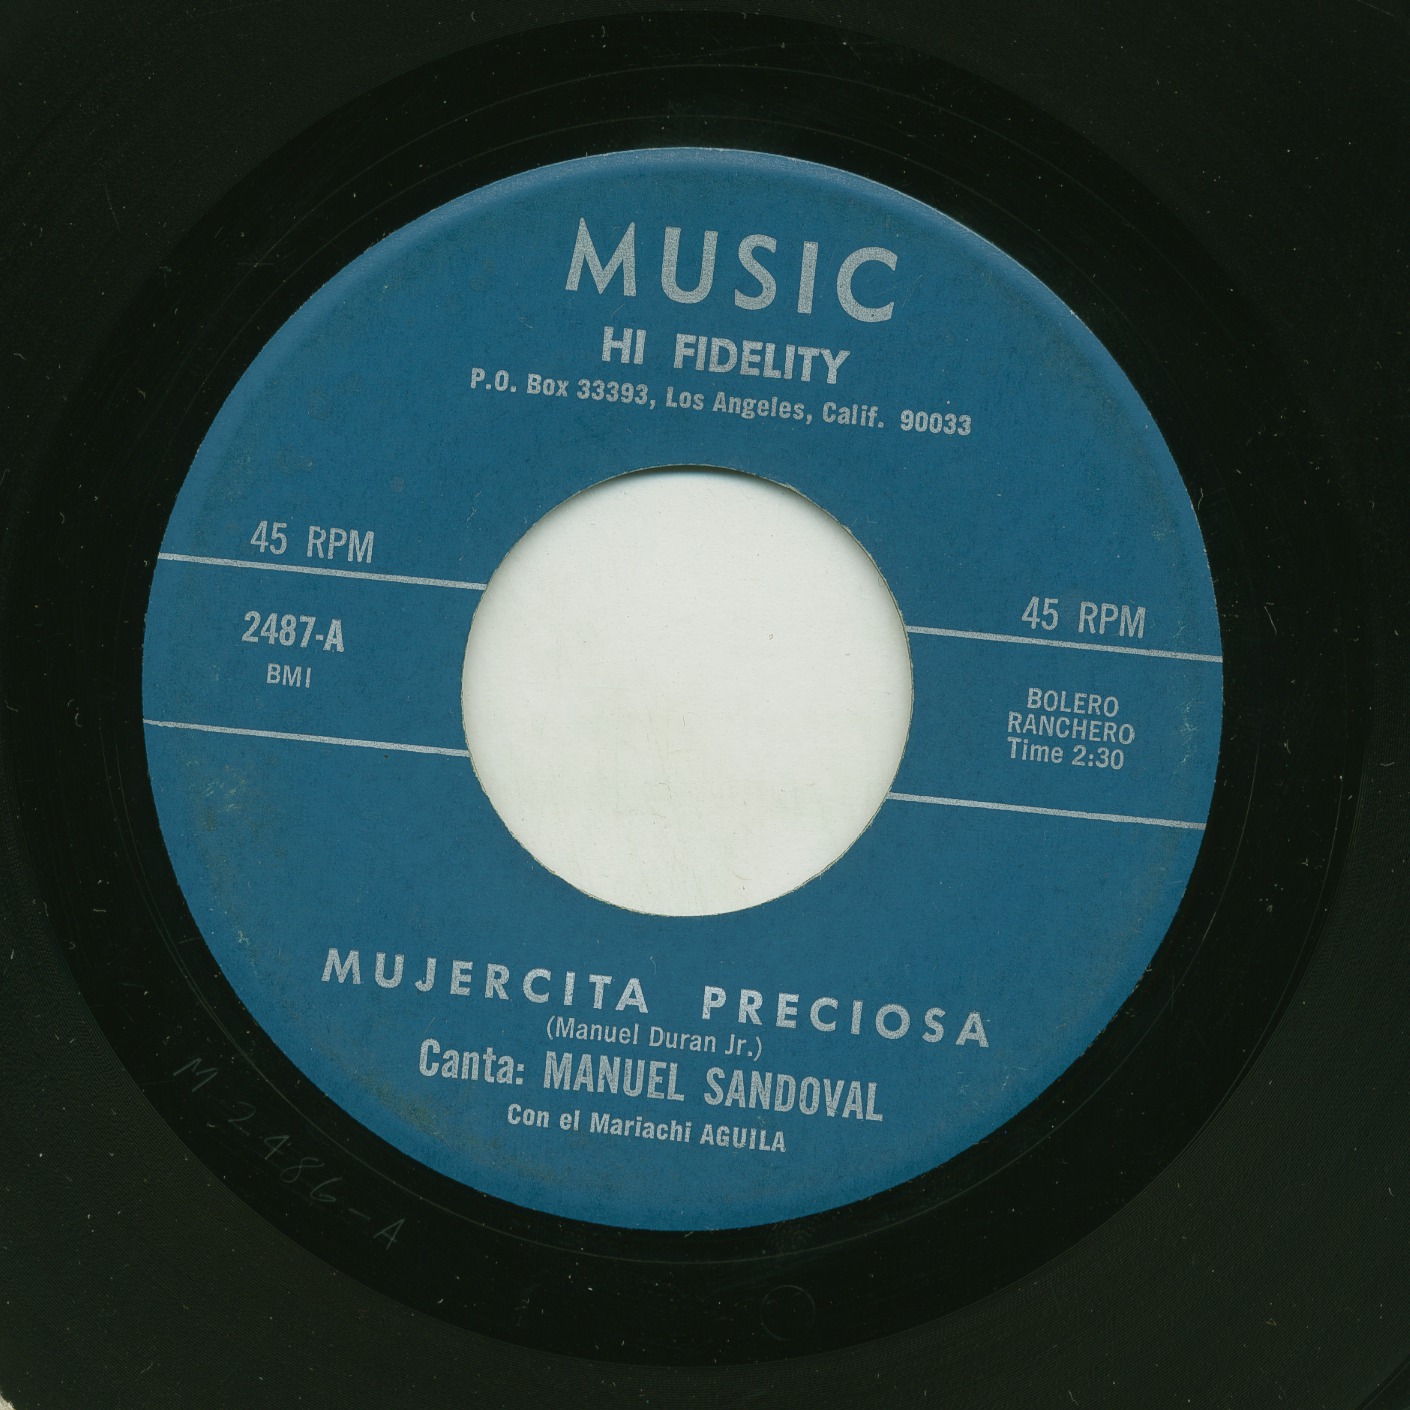 MUSIC
HI FIDELITY
P.O. Box 33393, Los Angeles, Calif. 90033
45 RPM
2487-A
BMI
45 RPM
BOLERO
RANCHERO
Time 2:30
MUJERCITA PRECIOSA
(Manuel Duran Jr.)
Canta: MANUEL SANDOVAL
Con el Mariachi AGUILA
M-2486-A